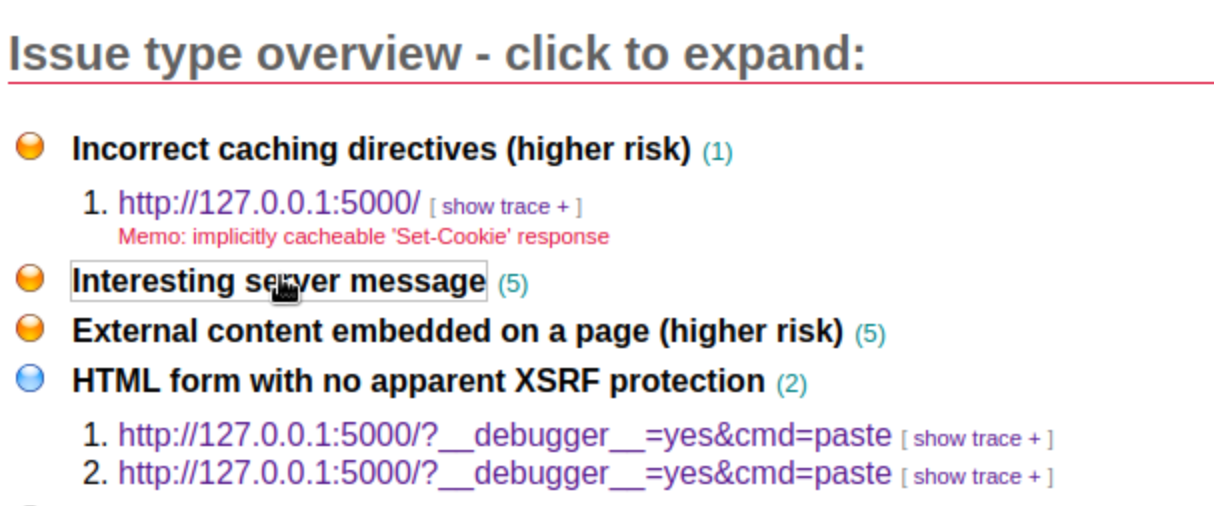 Issue type overview - click to expand:
Incorrect caching directives (higher risk) (1)
1. http://127.0.0.1:5000/ [ show trace + ]
Memo: implicitly cacheable 'Set-Cookie' response
Interesting server message (5)
External content embedded on a page (higher risk) (5)
HTML form with no apparent XSRF protection (2)
1. http://127.0.0.1:5000/?__debugger__=yes&cmd=paste [ show trace + ]
2. http://127.0.0.1:5000/?__debugger__=yes&cmd=paste [ show trace + ]